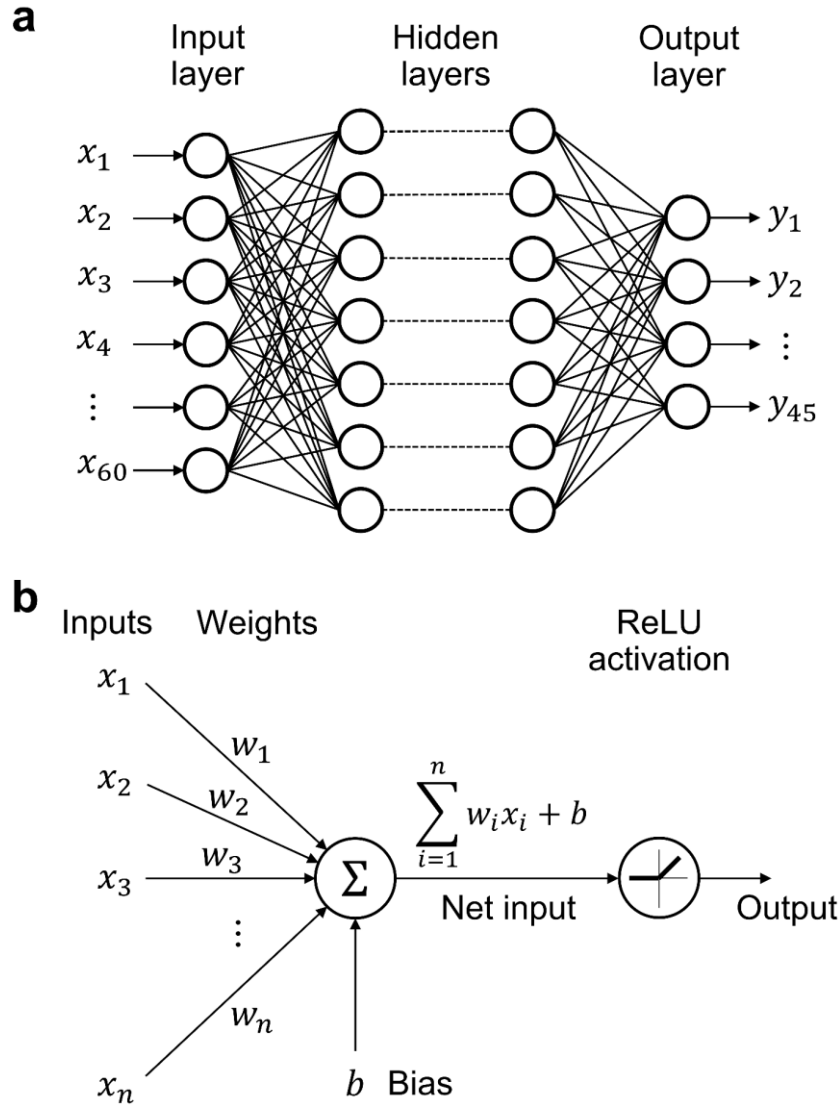 a
Input layer
Hidden layers
Output layer
x₁
x₂
x₃
x₄
⋮
x₆₀
y₁
y₂
⋮
y₄₅
b
Inputs
Weights
ReLU activation
x₁
x₂
x₃
⋮
xₙ
w₁
w₂
w₃
wₙ
Σ
n
∑ wᵢxᵢ + b
i=1
Net input
Output
b Bias